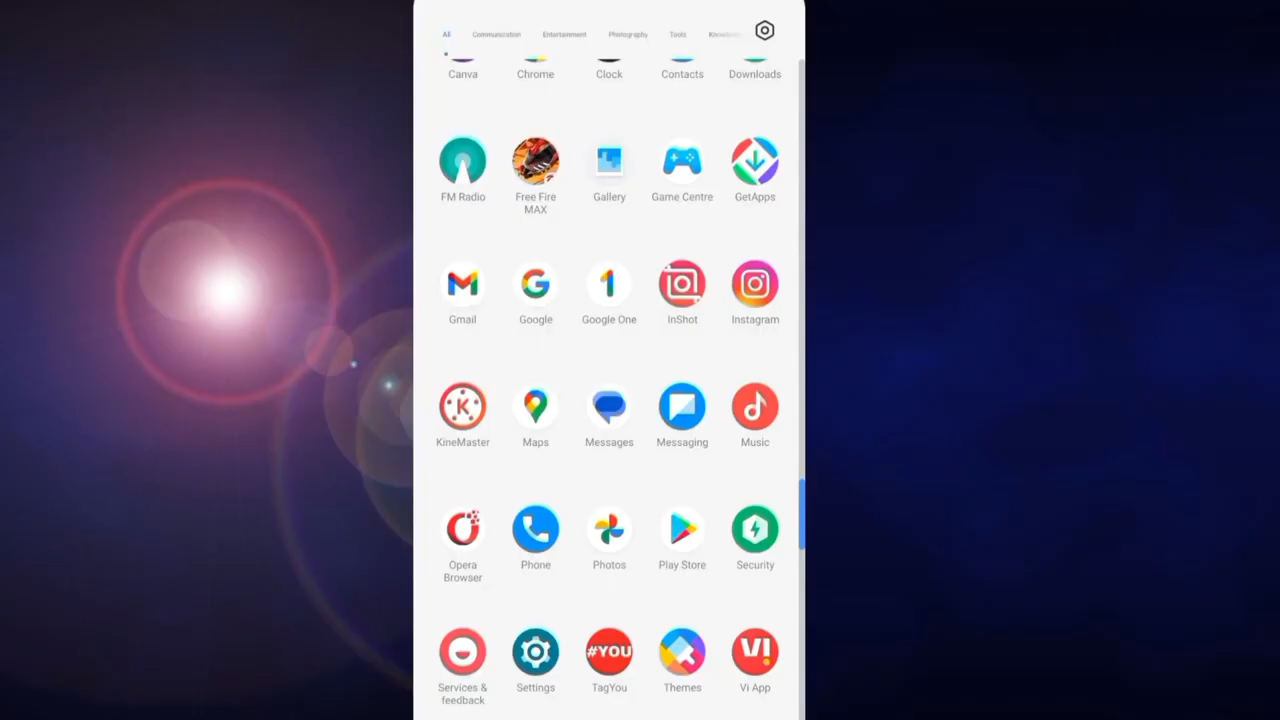 All Communication Entertainment Photography Tools
Canva Chrome Clock Contacts Downloads
FM Radio Free Fire MAX Gallery Game Centre GetApps
Gmail Google Google One InShot Instagram
KineMaster Maps Messages Messaging Music
Opera Browser Phone Photos Play Store Security
#YOU
VI!
Services & feedback Settings TagYou Themes Vi App